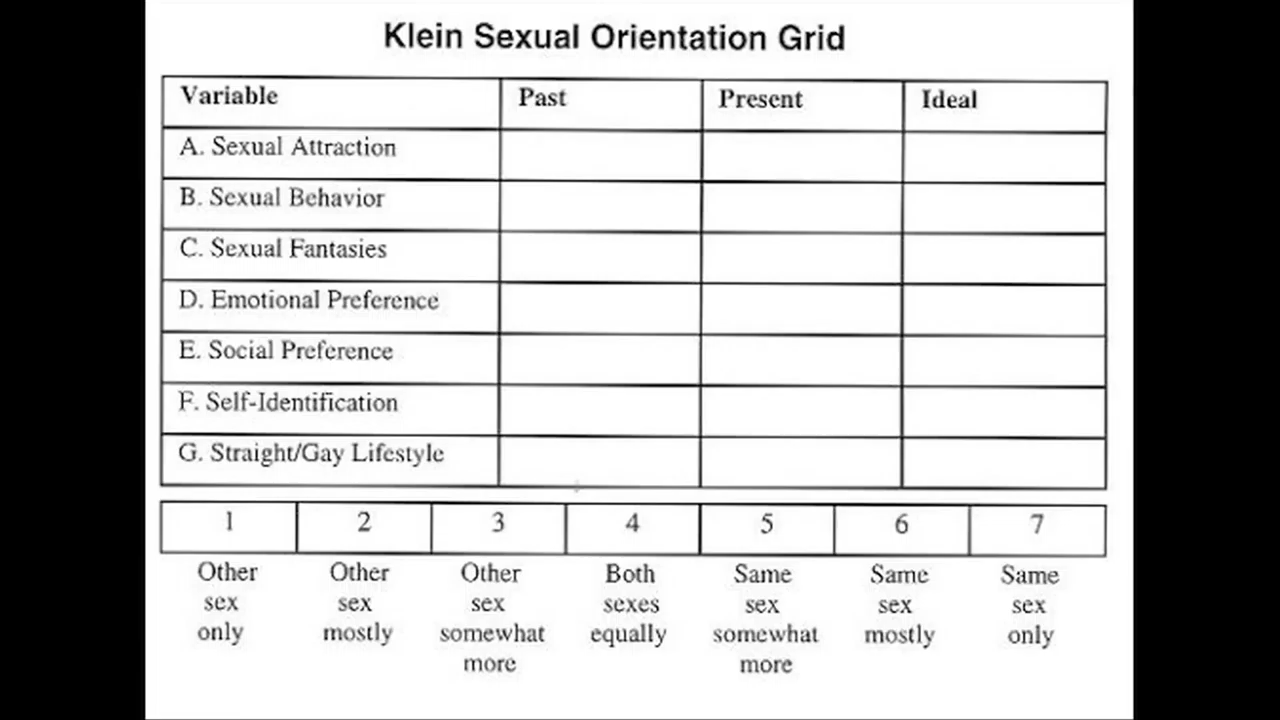 Klein Sexual Orientation Grid
Variable Past Present Ideal
A. Sexual Attraction
B. Sexual Behavior
C. Sexual Fantasies
D. Emotional Preference
E. Social Preference
F. Self-Identification
G. Straight/Gay Lifestyle
1 2 3 4 5 6 7
Other Other Other Both Same Same Same
sex sex sex sexes sex sex sex
only mostly somewhat equally somewhat mostly only
more more